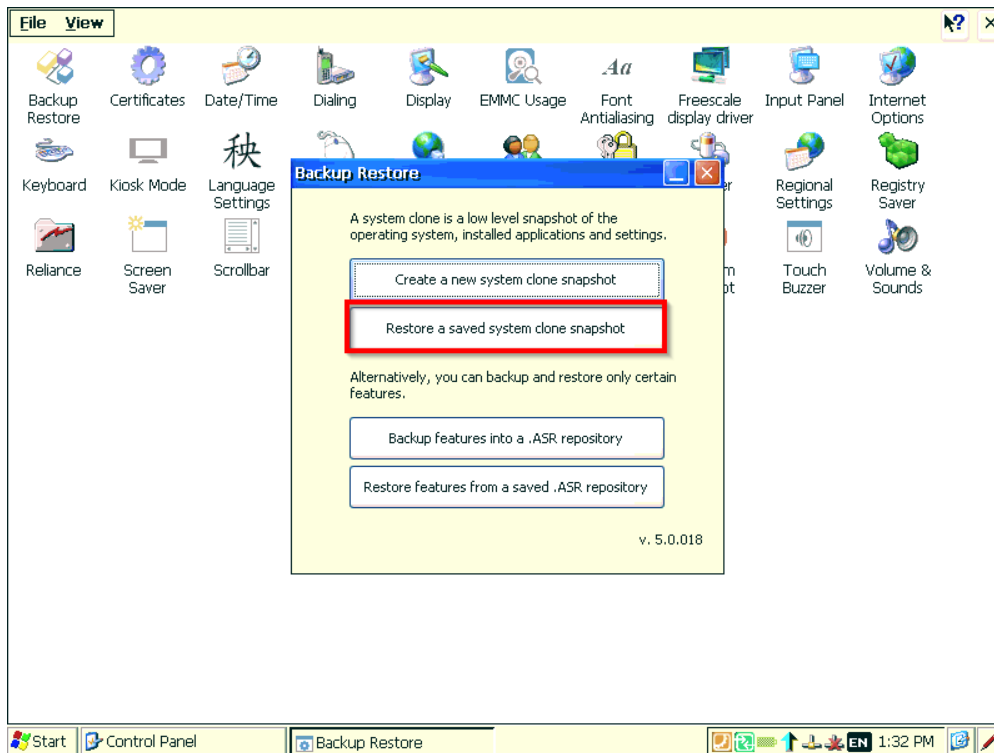 File View
Backup Restore
Certificates
Date/Time
Dialing
Display
EMMC Usage
Aa
Font Antialiasing
Freescale display driver
Input Panel
Internet Options
Keyboard
Kiosk Mode
秧
Language Settings
Regional Settings
Registry Saver
Reliance
Screen Saver
Scrollbar
Touch Buzzer
Volume & Sounds
Backup Restore
A system clone is a low level snapshot of the
operating system, installed applications and settings.
Create a new system clone snapshot
Restore a saved system clone snapshot
Alternatively, you can backup and restore only certain
features.
Backup features into a .ASR repository
Restore features from a saved .ASR repository
v. 5.0.018
Start
Control Panel
Backup Restore
EN 1:32 PM